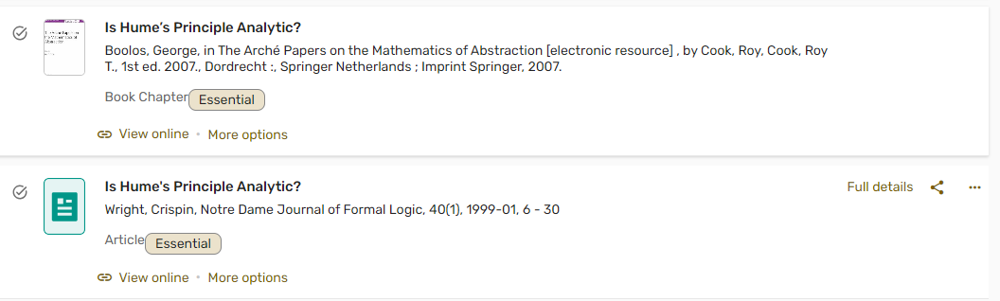 Is Hume’s Principle Analytic?
Boolos, George, in The Arché Papers on the Mathematics of Abstraction [electronic resource] , by Cook, Roy, Cook, Roy
T., 1st ed. 2007., Dordrecht :, Springer Netherlands ; Imprint Springer, 2007.
Book Chapter Essential
View online • More options
Is Hume's Principle Analytic?
Full details
Wright, Crispin, Notre Dame Journal of Formal Logic, 40(1), 1999-01, 6 - 30
Article Essential
View online • More options